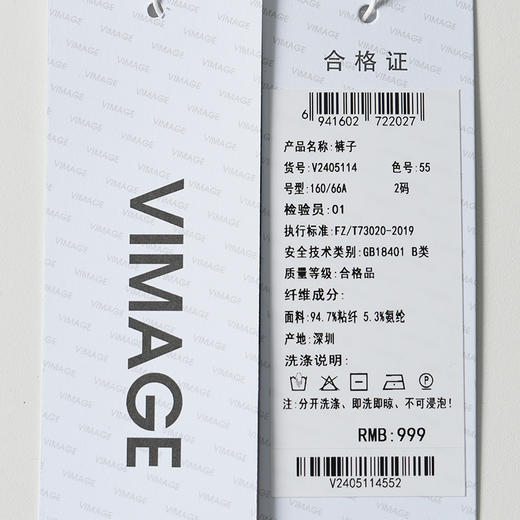 VIMAGE
合格证
6 941602 722027
产品名称:裤子
货号:V2405114 色号:55
号型:160/66A 2码
检验员:01
执行标准:FZ/T73020-2019
安全技术类别:GB18401 B类
质量等级:合格品
纤维成分:
面料:94.7%粘纤 5.3%氨纶
产地:深圳
洗涤说明:
注:分开洗涤、即洗即晾、不可浸泡!
RMB:999
V2405114552